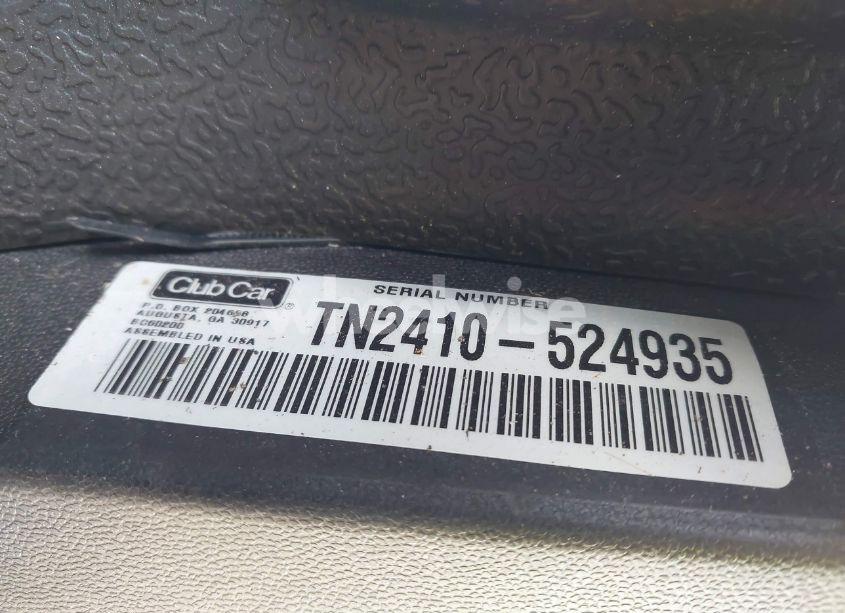 Club Car
P.O. BOX 204658
AUGUSTA, GA 30917
ASSEMBLED IN USA
SERIAL NUMBER
TN2410-524935